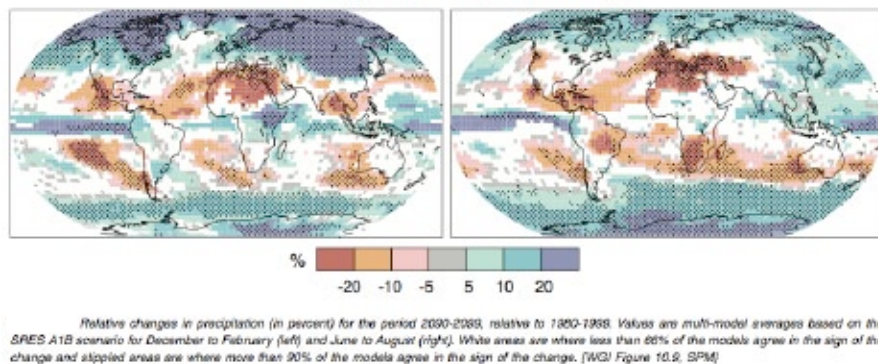 %
-20 -10 -5 5 10 20
Relative changes in precipitation (in percent) for the period 2090-2099, relative to 1980-1999. Values are multi-model averages based on the
SRES A1B scenario for December to February (left) and June to August (right). White areas are where less than 66% of the models agree in the sign of the
change and stippled areas are where more than 90% of the models agree in the sign of the change. [WGI Figure 10.9, SPM]